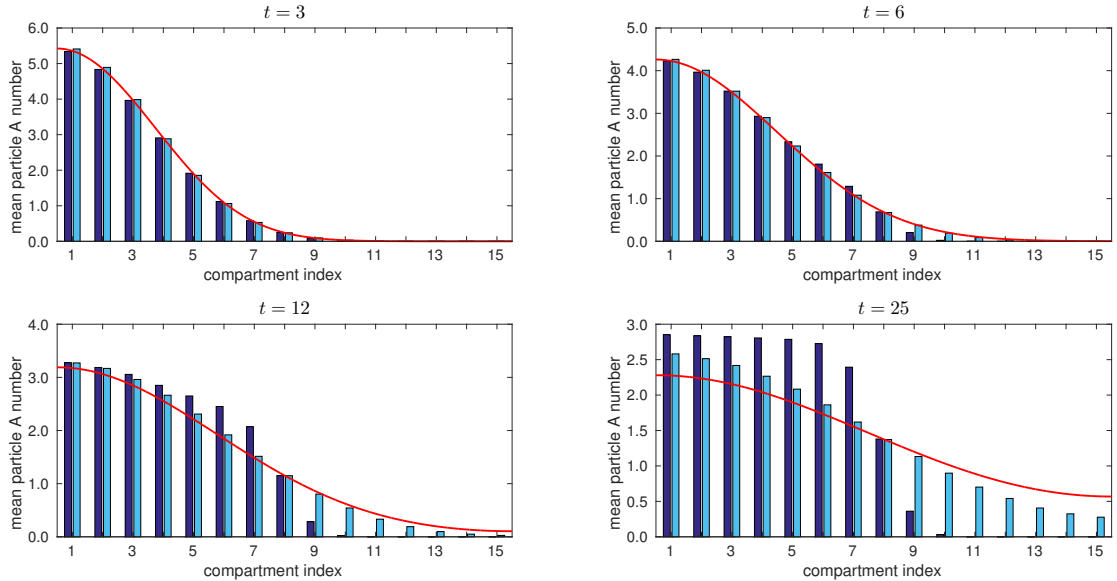 t = 3
6.0
5.0
4.0
3.0
2.0
1.0
0.0
mean particle A number
1 3 5 7 9 11 13 15
compartment index
t = 6
5.0
4.0
3.0
2.0
1.0
0.0
mean particle A number
1 3 5 7 9 11 13 15
compartment index
t = 12
4.0
3.0
2.0
1.0
0.0
mean particle A number
1 3 5 7 9 11 13 15
compartment index
t = 25
3.0
2.5
2.0
1.5
1.0
0.5
0.0
mean particle A number
1 3 5 7 9 11 13 15
compartment index